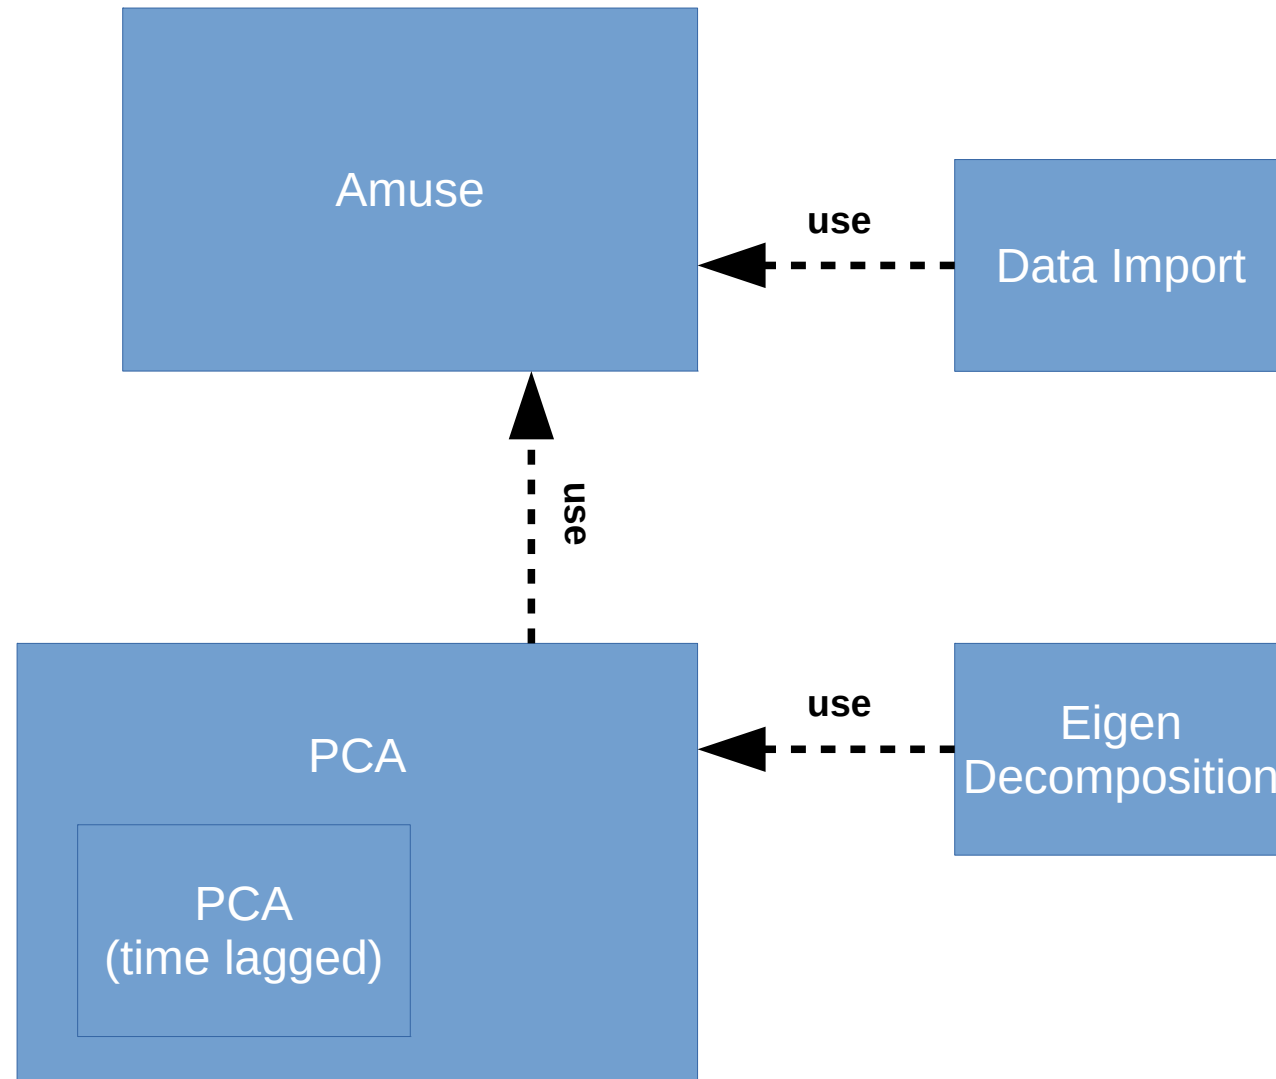 Amuse
use
Data Import
use
PCA
use
Eigen
Decomposition
PCA
(time lagged)